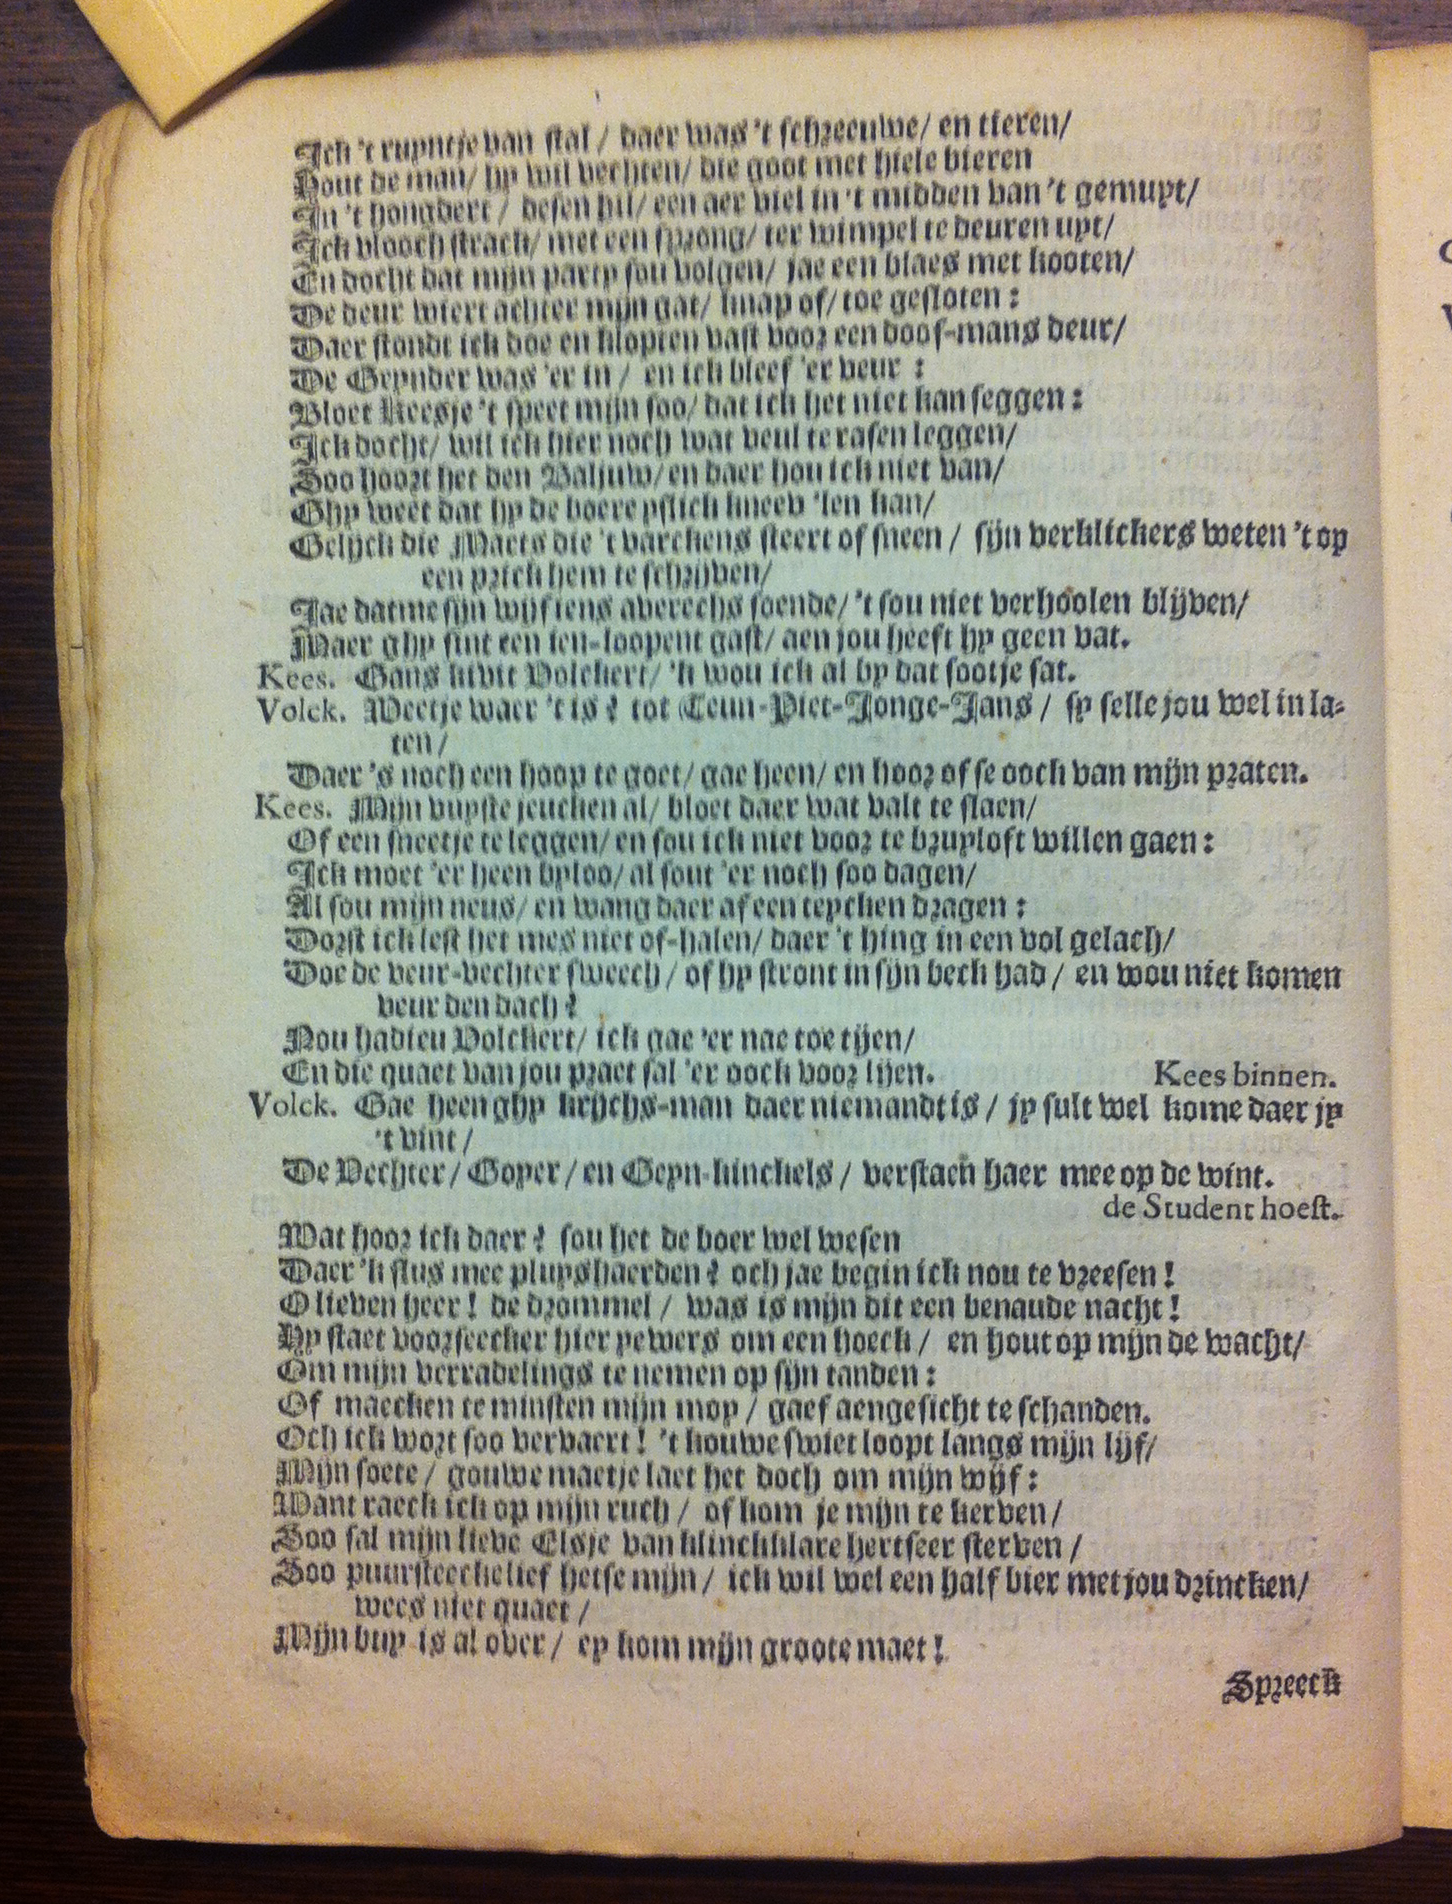 Ick 't ruyntje van stal / daer was 't schreeuwe / en tieren /
Hout de man / hy wil vechten / die goot met hiele bieren
In 't hongdert / desen hil / een aer viel in 't midden van 't gemuyt /
Ick vlooch strack / met een sprong / ter wimpel te deuren uyt /
En docht dat mijn party sou volgen / jae een blaes met kooten /
De deur wiert achter mijn gat / knap of / toe gesloten :
Daer stondt ick doe en klopten vast voor een doof-mans deur /
De Grynder was 'er in / en ick bleef 'er veur :
Bloet Keesje 't speet mijn soo / dat ick het niet kan seggen :
Ick docht / wil ick hier noch wat veul te rasen leggen /
Soo hoort het den Baljuw / en daer hou ick niet van /
Ghy weet dat hy de boere yslick kneev'len kan /
Gelijck die Maets die 't varckens steert of sneen / sijn verklickers weten 't op
een prick hem te schrijven /
Jae datme sijn wijf iens averechs soende / 't sou niet verhoolen blijven /
Maer ghy sint een ien-loopent gast / aen jou heeft hy geen vat.
Kees. Gans kivit Volckert / 'k wou ick al by dat sootje sat.
Volck. Weetje waer 't is ? tot Teun-Piet-Jonge-Jans / sy selle jou wel in la-
ten /
Daer 's noch een hoop te goet / gae heen / en hoor of se ooch van mijn praten.
Kees. Mijn vuyste jeucken al / bloet daer wat valt te slaen /
Of een sneetje te leggen / en sou ick niet voor te bruyloft willen gaen :
Ick moet 'er heen byloo / al sout 'er noch soo dagen /
Al sou mijn neus / en wang daer af een teycken dragen :
Dorst ick lest het mes niet of-halen / daer 't hing in een vol gelach /
Doe de veur-vechter sweech / of hy stront in sijn beck had / en wou niet komen
veur den dach ?
Nou hadieu Volckert / ick gae 'er nae toe tijen /
En die quaet van jou praet sal 'er ooch voor lijen.
Kees binnen.
Volck. Gae heen ghy krijchs-man daer niemandt is / jy sult wel kome daer jy
't vint /
De Vechter / Goyer / en Geyn-kinckels / verstaen haer mee op de wint.
de Student hoest.
Wat hoor ick daer ? sou het de boer wel wesen
Daer 'k flus mee pluyshaerden ? och jae begin ick nou te vreesen !
O lieven heer ! de drommel / was is mijn dit een benaude nacht !
Hy staet voorseecker hier yewers om een hoeck / en hout op mijn de wacht /
Om mijn verradelings te nemen op sijn tanden :
Of maecken te minsten mijn mop / gaef aengesicht te schanden.
Och ick wort soo vervaert ! 't kouwe swiet loopt langs mijn lijf /
Mijn soete / gouwe maetje laet het doch om mijn wijf :
Want raeck ick op mijn ruch / of kom je mijn te kerven /
Soo sal mijn lieve Elsje van klinckklare hertseer sterven /
Soo puursteeckelief hetse mijn / ick wil wel een half bier met jou drincken /
wees niet quaet /
Mijn buy is al over / ey kom mijn groote maet !
Spreeck